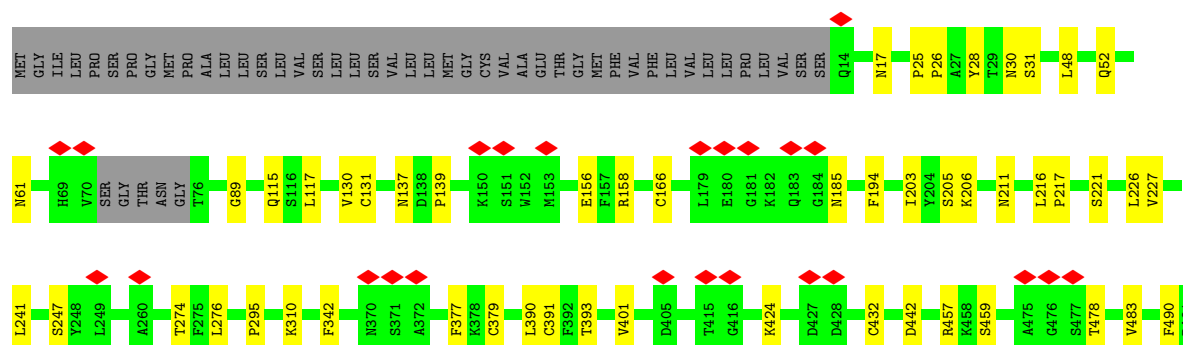 MET GLY ILE LEU PRO SER PRO GLY MET PRO ALA LEU LEU SER LEU VAL SER LEU LEU SER VAL LEU LEU MET GLY CYS VAL ALA GLU THR GLY MET PHE VAL PHE LEU VAL LEU LEU PRO LEU VAL SER SER Q14 N17 P25 P26 A27 Y28 T29 N30 S31 L48 Q52
N61 H69 V70 SER GLY THR ASN GLY T76 G89 Q115 S116 L117 V130 C131 N137 D138 P139 K150 S151 W152 M153 E156 F157 R158 C166 L179 E180 G181 K182 Q183 G184 N185 F194 I203 Y204 S205 K206 N211 L216 P217 S221 L226 V227
L241 S247 Y248 L249 A260 T274 F275 L276 P295 K310 F342 N370 S371 A372 F377 K378 C379 L390 C391 F392 T393 V401 D405 T415 G416 K424 D427 D428 C432 D442 R457 K458 S459 A475 G476 S477 T478 V483 F490